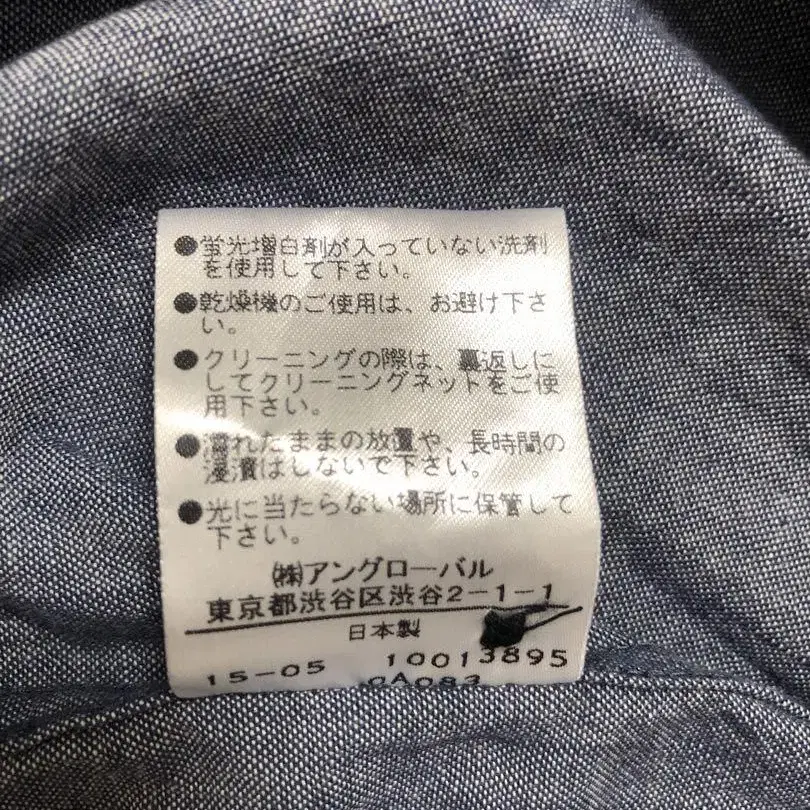 ●蛍光増白剤が入っていない洗剤
を使用して下さい。
●乾燥機のご使用は、お避け下さ
い。
●クリーニングの際は、裏返しに
してクリーニングネットをご使
用下さい。
●濡れたままの放置や、長時間の
浸漬はしないで下さい。
●光に当たらない場所に保管して
下さい。
㈱アングローバル
東京都渋谷区渋谷2-1-1
日本製
15-05 10013895
CA083